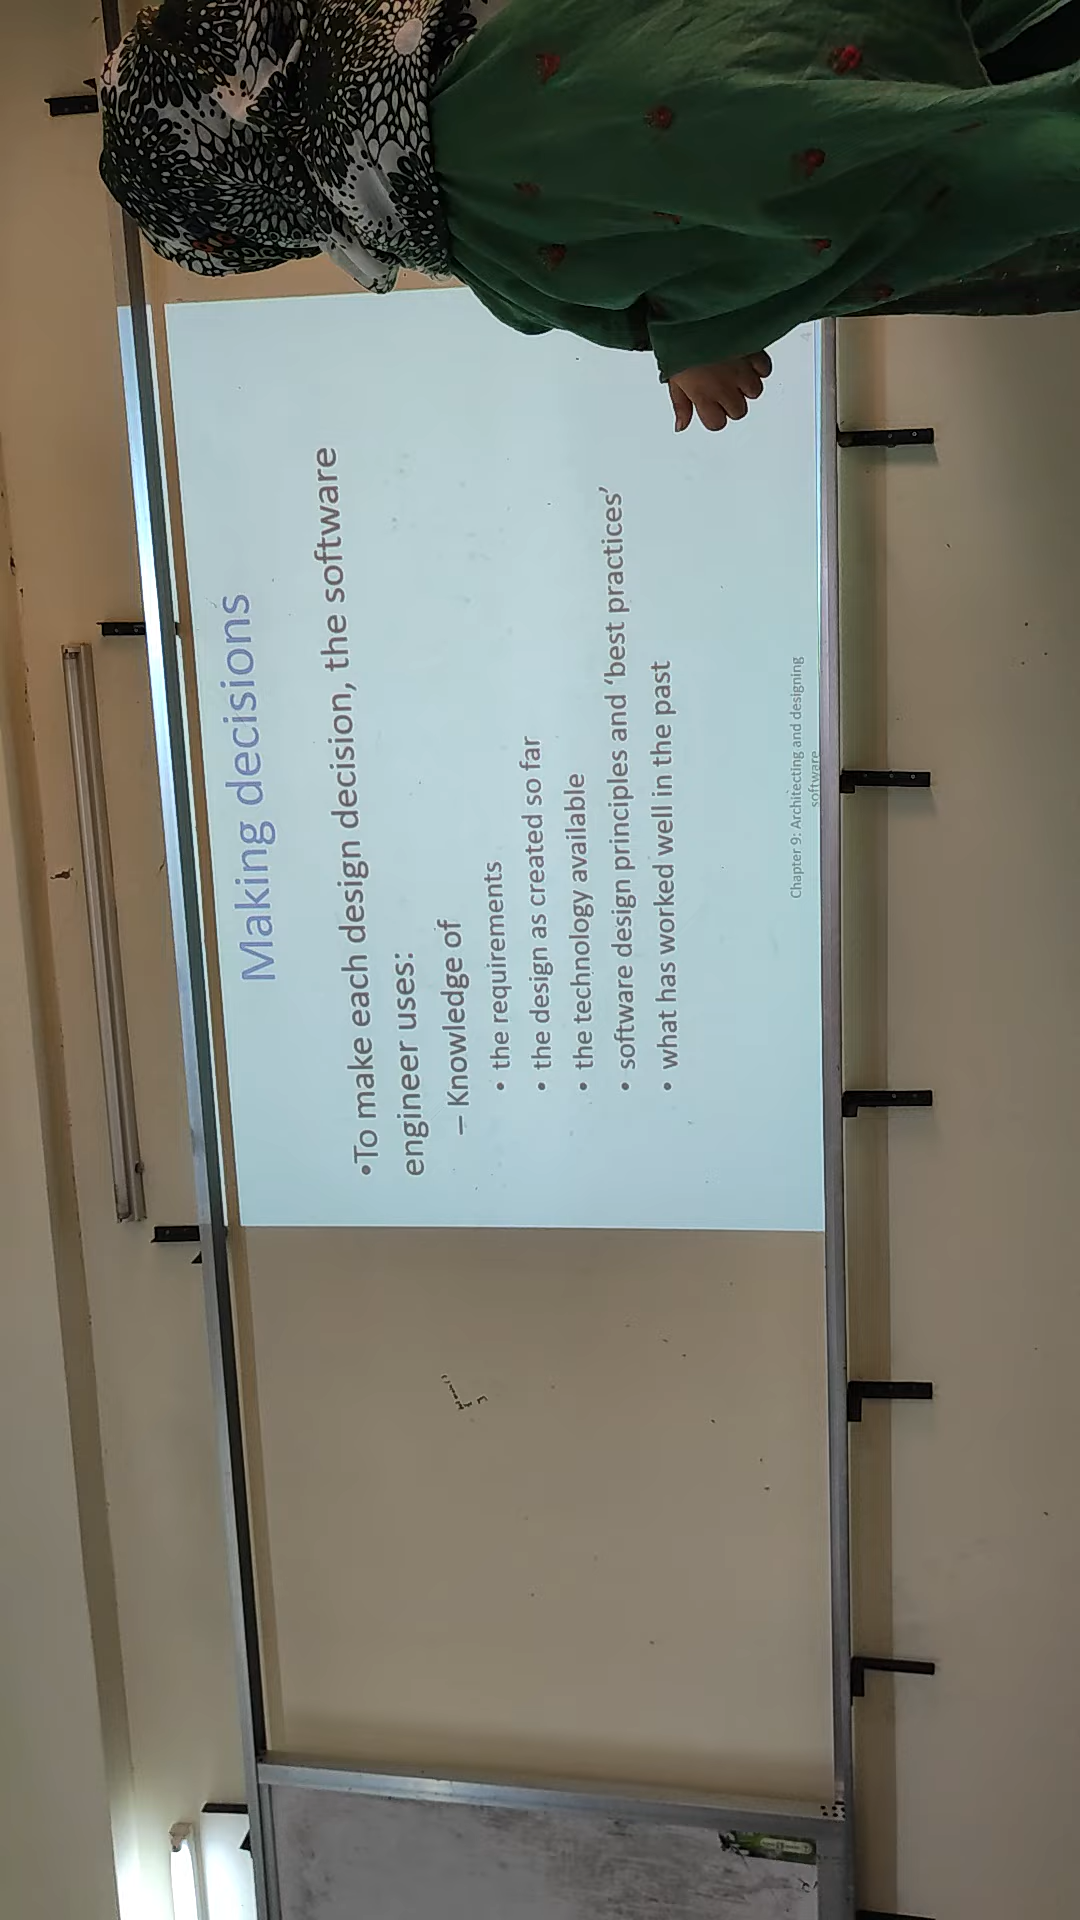 Making decisions
•To make each design decision, the software
engineer uses:
– Knowledge of
• the requirements
• the design as created so far
• the technology available
• software design principles and ‘best practices’
• what has worked well in the past
Chapter 9: Architecting and designing
software
4